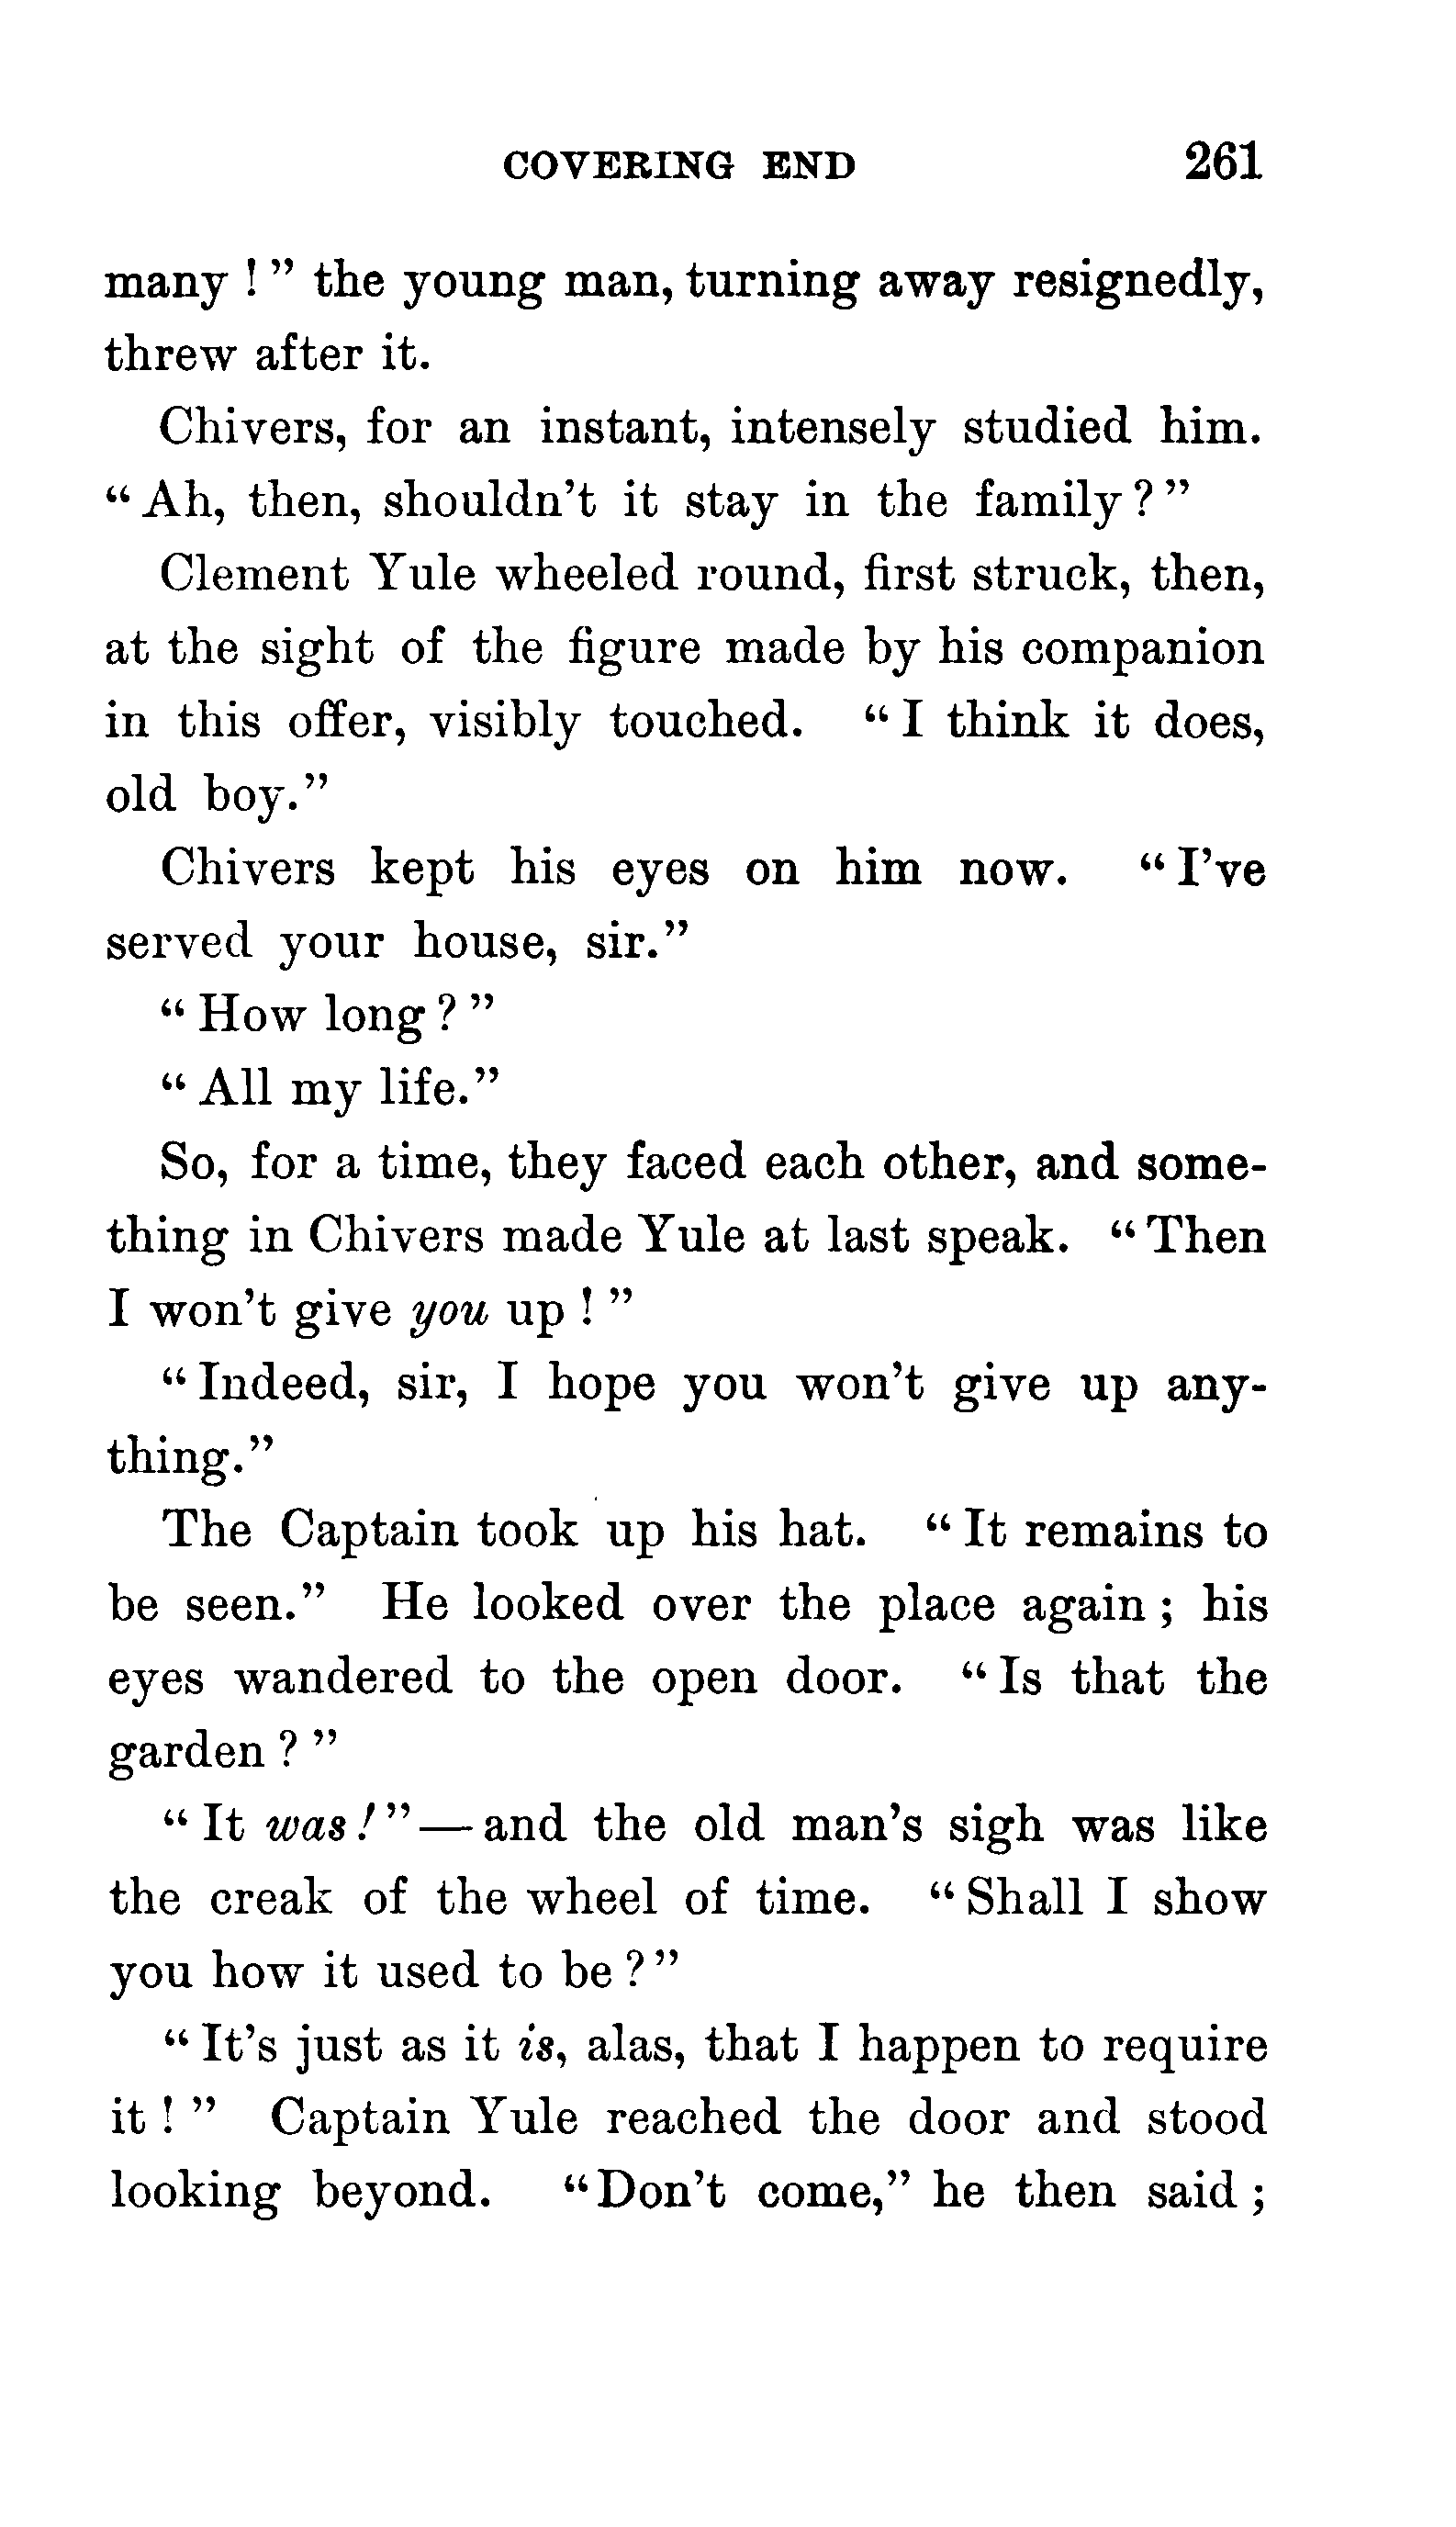 COVERING END 261
many ! ” the young man, turning away resignedly,
threw after it.
Chivers, for an instant, intensely studied him.
“ Ah, then, shouldn’t it stay in the family ? ”
Clement Yule wheeled round, first struck, then,
at the sight of the figure made by his companion
in this offer, visibly touched. “ I think it does,
old boy.”
Chivers kept his eyes on him now. “ I’ve
served your house, sir.”
“ How long ? ”
“ All my life.”
So, for a time, they faced each other, and some-
thing in Chivers made Yule at last speak. “ Then
I won’t give you up ! ”
“ Indeed, sir, I hope you won’t give up any-
thing.”
The Captain took up his hat. “ It remains to
be seen.” He looked over the place again ; his
eyes wandered to the open door. “ Is that the
garden ? ”
“ It was ! ” — and the old man’s sigh was like
the creak of the wheel of time. “ Shall I show
you how it used to be ? ”
“ It’s just as it is, alas, that I happen to require
it ! ” Captain Yule reached the door and stood
looking beyond. “ Don’t come,” he then said ;